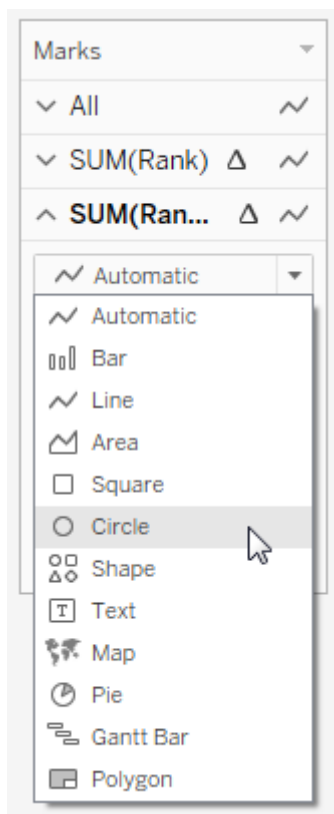 Marks
All
SUM(Rank) Δ
SUM(Ran... Δ
Automatic
Automatic
Bar
Line
Area
Square
Circle
Shape
T Text
Map
Pie
Gantt Bar
Polygon